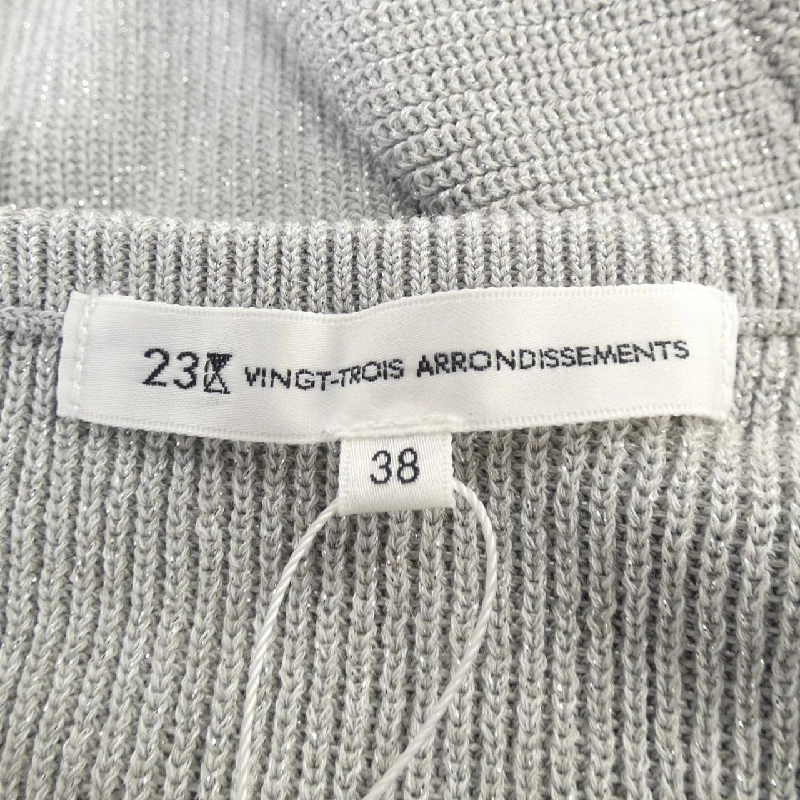 23区 VINGT-TROIS ARRONDISSEMENTS
38